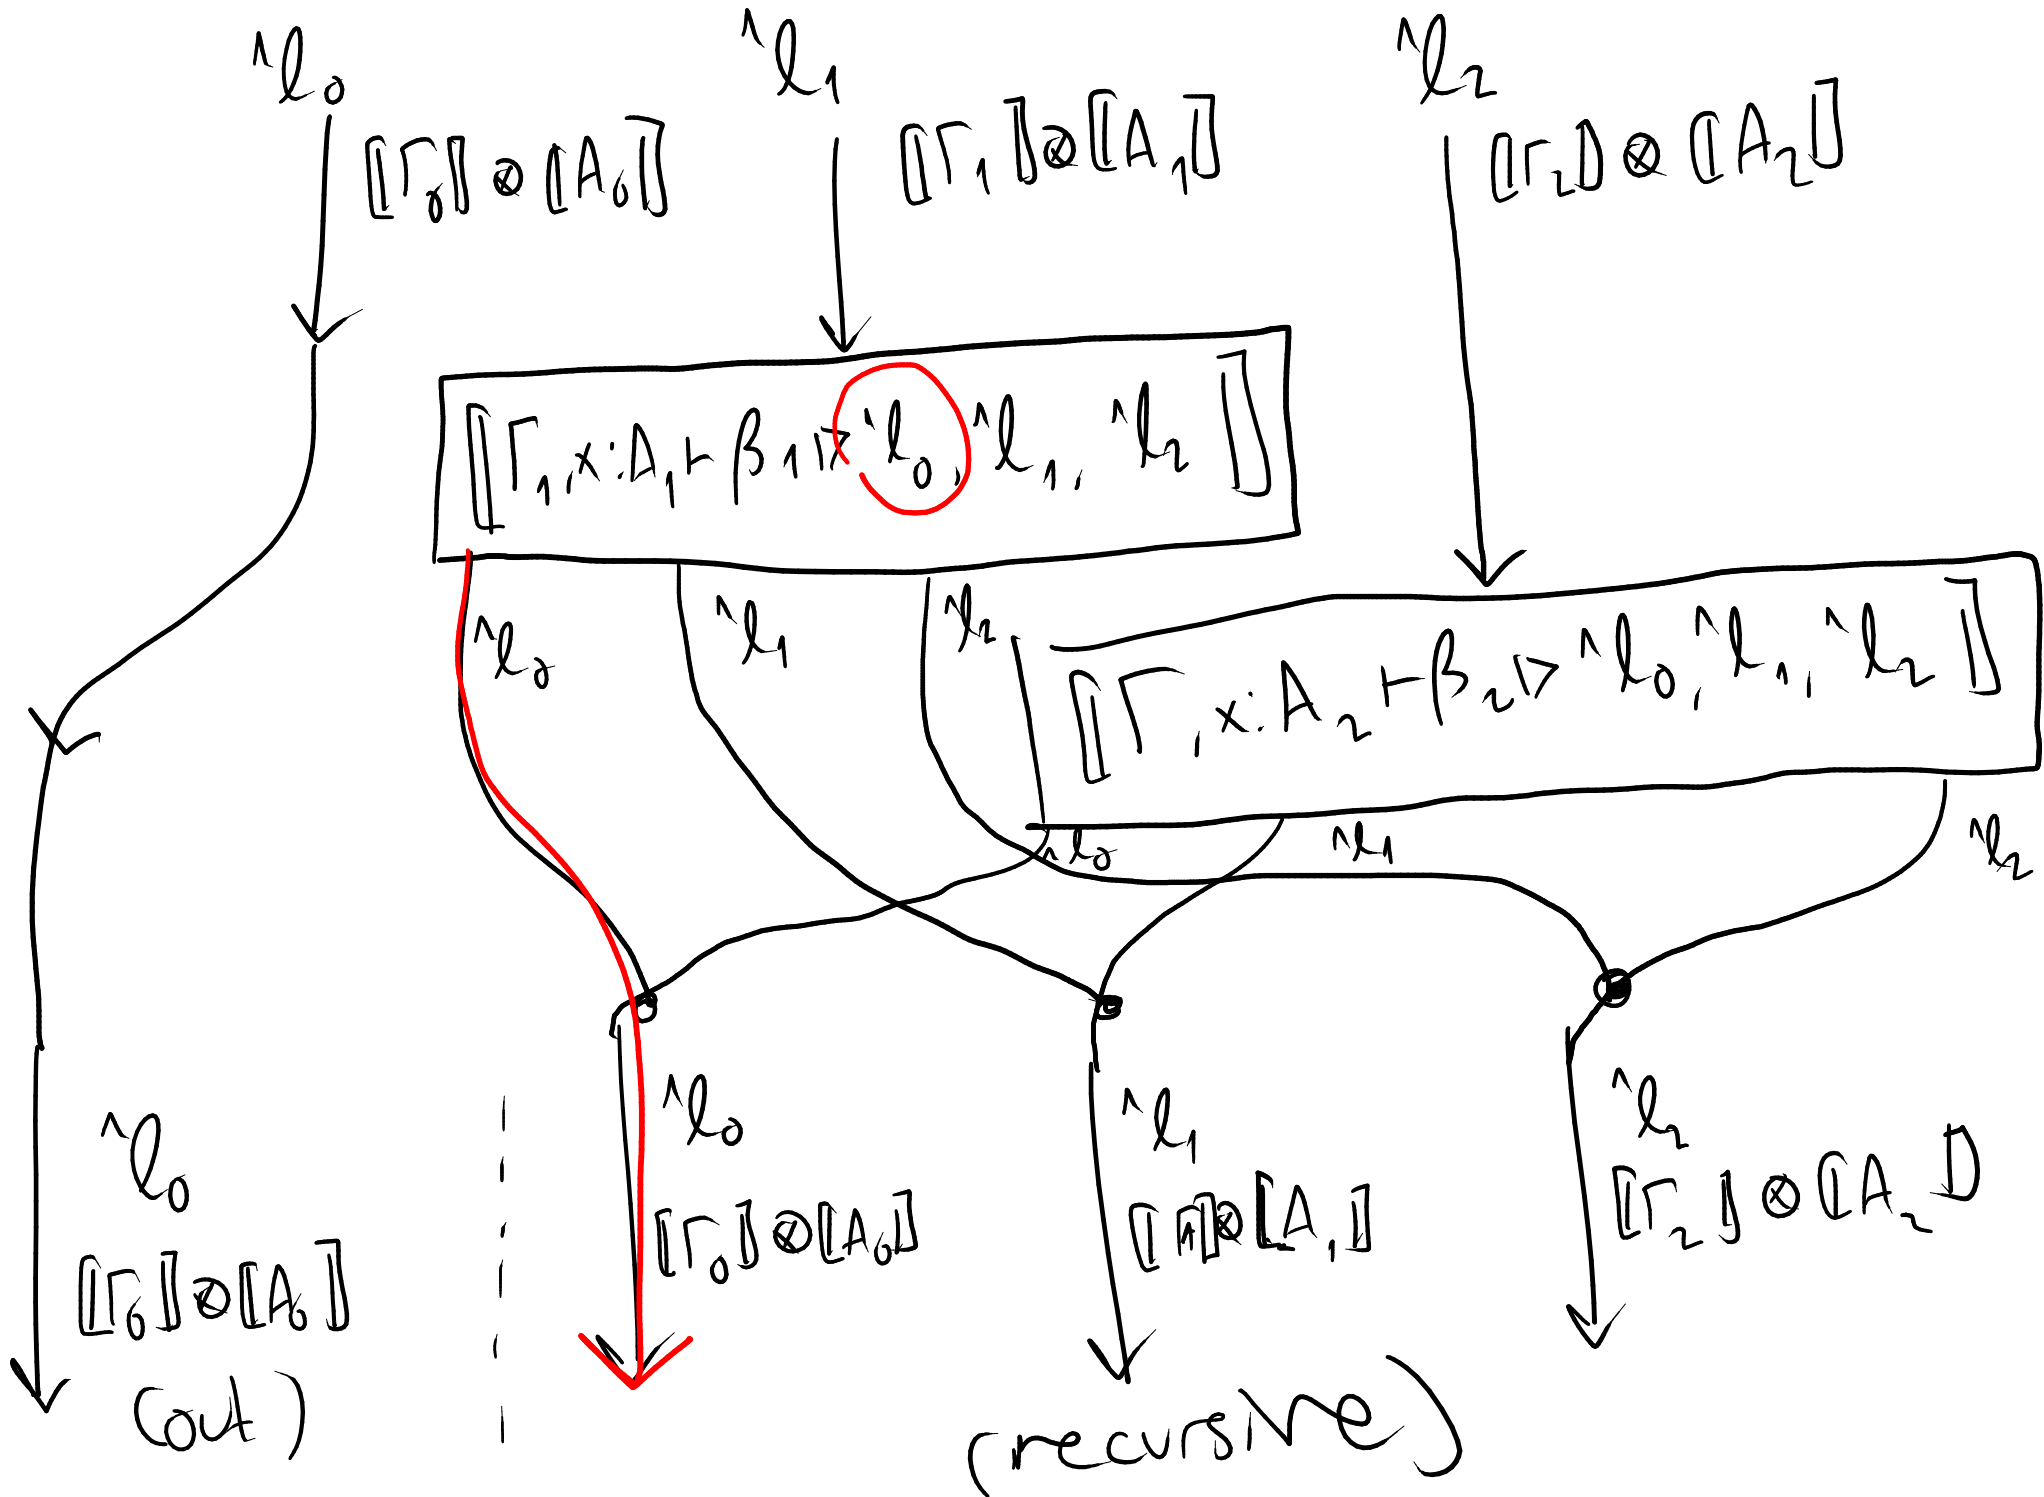 ^ℓ₀ ^ℓ₁ ^ℓ₂
⟦Γ₀⟧ ⊗ ⟦A₀⟧ ⟦Γ₁⟧ ⊗ ⟦A₁⟧ ⟦Γ₂⟧ ⊗ ⟦A₂⟧
⟦Γ₁, x : A₁ ⊢ β₁ ▷ ^ℓ₀, ^ℓ₁, ^ℓ₂⟧
^ℓ₀ ^ℓ₁ ^ℓ₂
⟦Γ, x : A₂ ⊢ β₂ ▷ ^ℓ₀, ^ℓ₁, ^ℓ₂⟧
^ℓ₀ ^ℓ₁ ^ℓ₂
^ℓ₀ ^ℓ₀ ^ℓ₁ ^ℓ₂
⟦Γ₀⟧ ⊗ ⟦A₀⟧ ⟦Γ₀⟧ ⊗ ⟦A₀⟧ ⟦Γ₁⟧ ⊗ ⟦A₁⟧ ⟦Γ₂⟧ ⊗ ⟦A₂⟧
(out) (recursive)